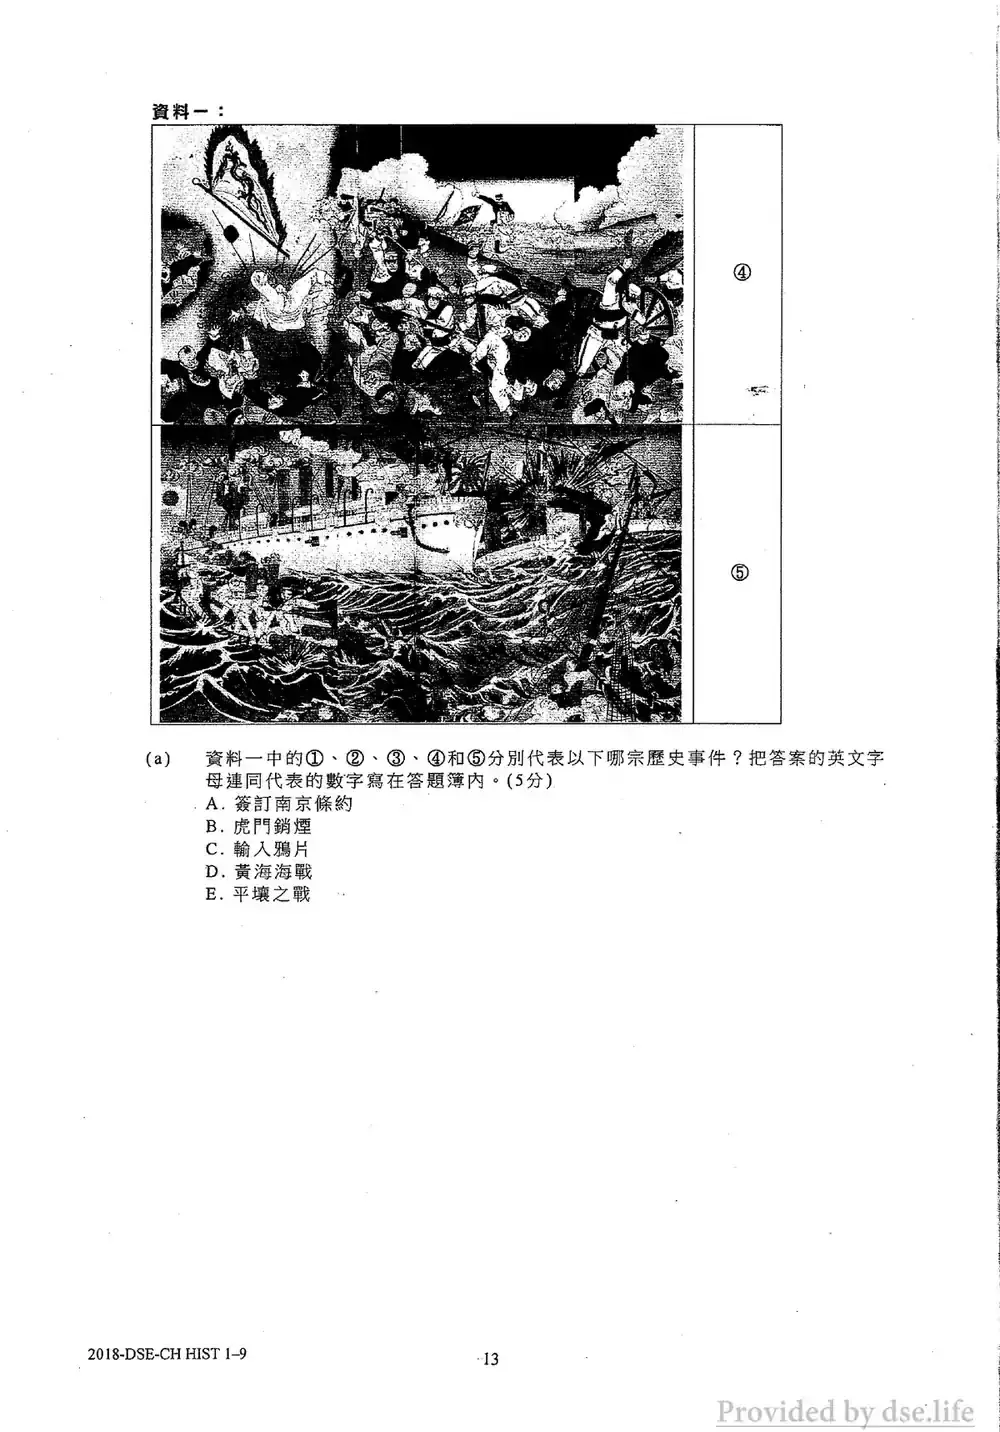 資料一：
④
⑤
(a) 資料一中的①、②、③、④和⑤分別代表以下哪宗歷史事件？把答案的英文字
母連同代表的數字寫在答題簿內。(5分)
A. 簽訂南京條約
B. 虎門銷煙
C. 輸入鴉片
D. 黃海海戰
E. 平壤之戰
2018-DSE-CH HIST 1–9
13
Provided by dse.life